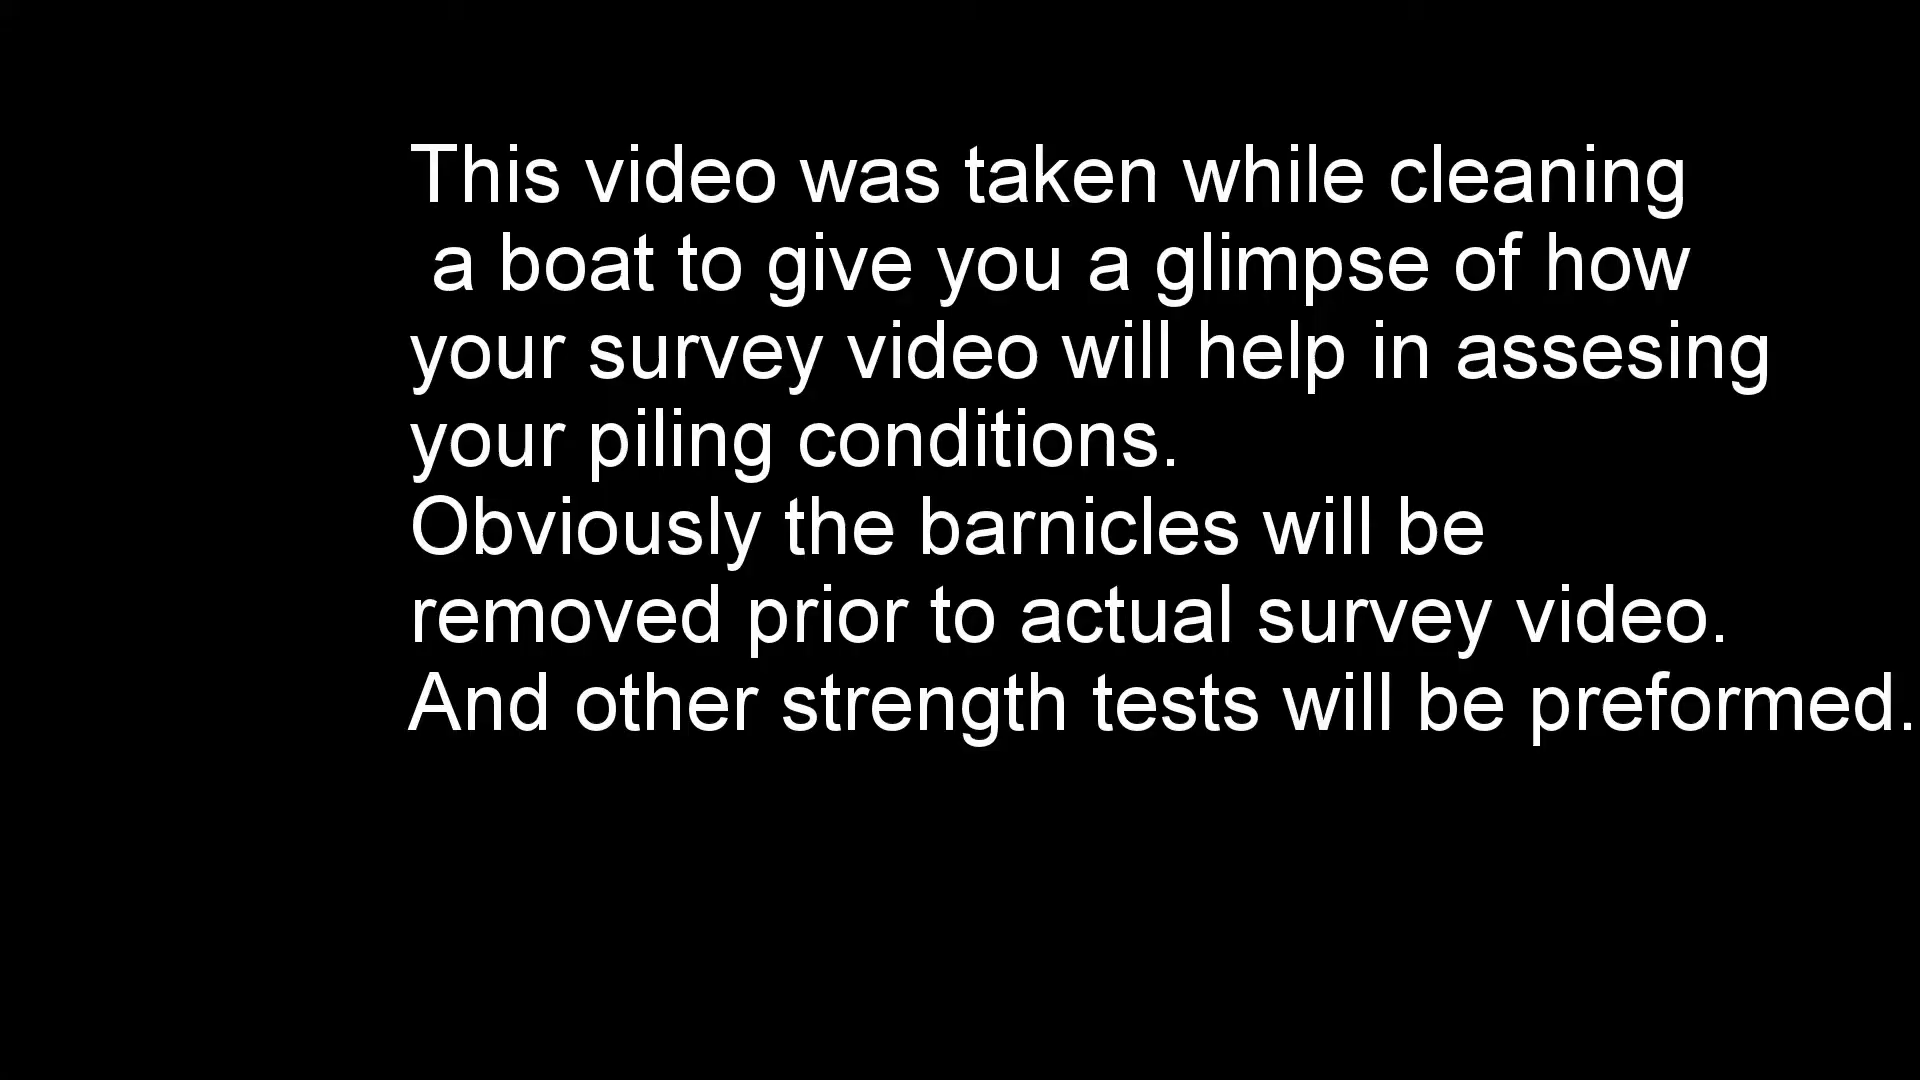 This video was taken while cleaning
a boat to give you a glimpse of how
your survey video will help in assesing
your piling conditions.
Obviously the barnicles will be
removed prior to actual survey video.
And other strength tests will be preformed.